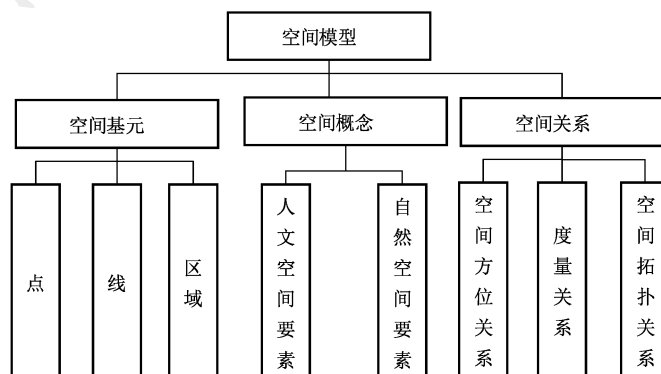 空间模型
空间基元
空间概念
空间关系
点
线
区域
人文空间要素
自然空间要素
空间方位关系
度量关系
空间拓扑关系